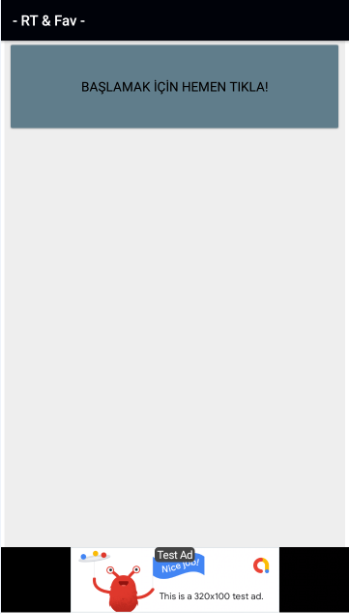 - RT & Fav -
BAŞLAMAK İÇİN HEMEN TIKLA!
Test Ad
Nice job!
This is a 320x100 test ad.